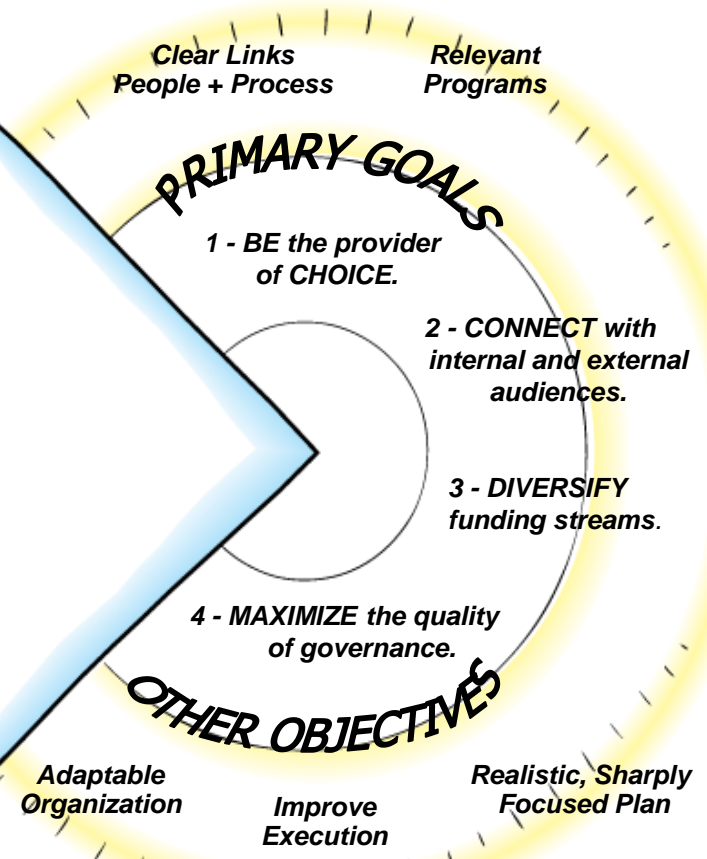 Clear Links
People + Process
Relevant
Programs
PRIMARY GOALS
1 - BE the provider
of CHOICE.
2 - CONNECT with
internal and external
audiences.
3 - DIVERSIFY
funding streams.
4 - MAXIMIZE the quality
of governance.
OTHER OBJECTIVES
Adaptable
Organization
Improve
Execution
Realistic, Sharply
Focused Plan